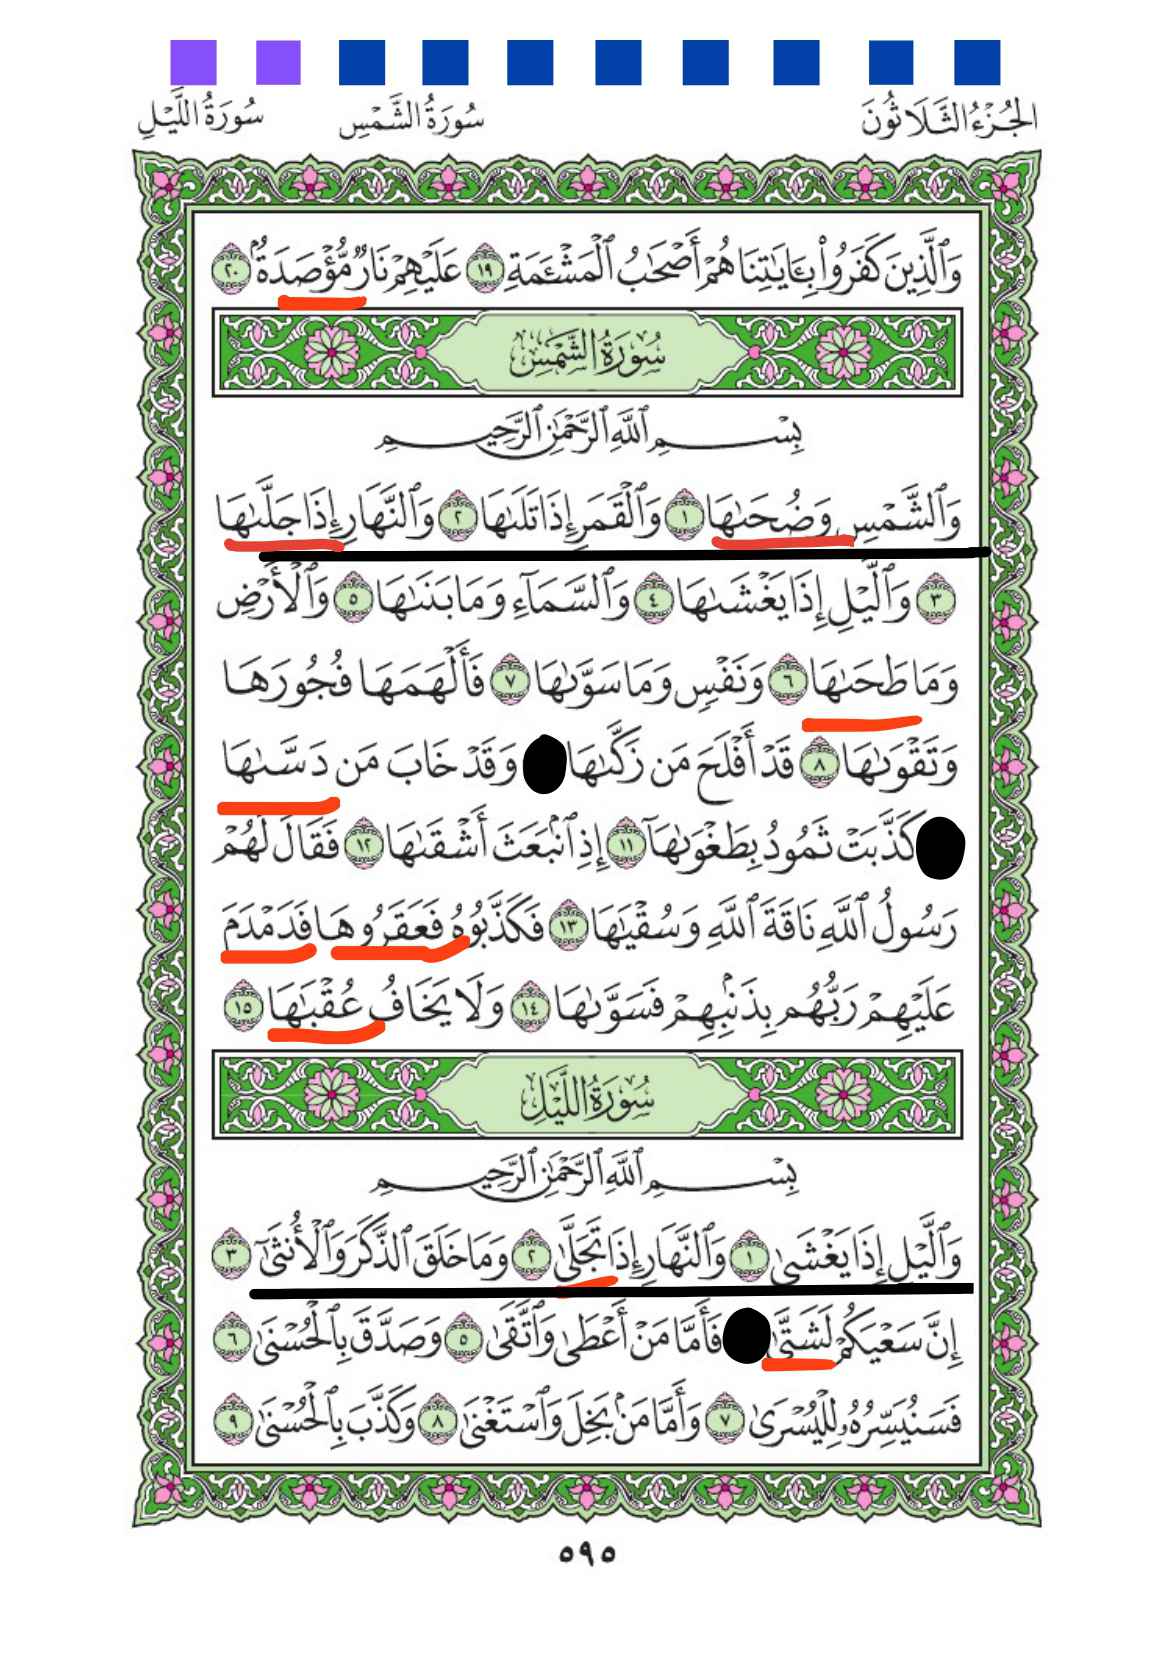 الجُزْءُ الثَّلَاثُونَ سُورَةُ الشَّمْسِ سُورَةُ اللَّيْلِ
وَٱلَّذِينَ كَفَرُواْ بِـَٔايَٰتِنَا هُمْ أَصْحَٰبُ ٱلْمَشْـَٔمَةِ ١٩ عَلَيْهِمْ نَارٌ مُّؤْصَدَةٌۢ ٢٠
سُورَةُ الشَّمْسِ
بِسْمِ ٱللَّهِ ٱلرَّحْمَٰنِ ٱلرَّحِيمِ
وَٱلشَّمْسِ وَضُحَىٰهَا ١ وَٱلْقَمَرِ إِذَا تَلَىٰهَا ٢ وَٱلنَّهَارِ إِذَا جَلَّىٰهَا
٣ وَٱلَّيْلِ إِذَا يَغْشَىٰهَا ٤ وَٱلسَّمَآءِ وَمَا بَنَىٰهَا ٥ وَٱلْأَرْضِ
وَمَا طَحَىٰهَا ٦ وَنَفْسٍ وَمَا سَوَّىٰهَا ٧ فَأَلْهَمَهَا فُجُورَهَا
وَتَقْوَىٰهَا ٨ قَدْ أَفْلَحَ مَن زَكَّىٰهَا وَقَدْ خَابَ مَن دَسَّىٰهَا
كَذَّبَتْ ثَمُودُ بِطَغْوَىٰهَآ ١١ إِذِ ٱنۢبَعَثَ أَشْقَىٰهَا ١٢ فَقَالَ لَهُمْ
رَسُولُ ٱللَّهِ نَاقَةَ ٱللَّهِ وَسُقْيَٰهَا ١٣ فَكَذَّبُوهُ فَعَقَرُوهَا فَدَمْدَمَ
عَلَيْهِمْ رَبُّهُم بِذَنۢبِهِمْ فَسَوَّىٰهَا ١٤ وَلَا يَخَافُ عُقْبَٰهَا ١٥
سُورَةُ اللَّيْلِ
بِسْمِ ٱللَّهِ ٱلرَّحْمَٰنِ ٱلرَّحِيمِ
وَٱلَّيْلِ إِذَا يَغْشَىٰ ١ وَٱلنَّهَارِ إِذَا تَجَلَّىٰ ٢ وَمَا خَلَقَ ٱلذَّكَرَ وَٱلْأُنثَىٰٓ ٣
إِنَّ سَعْيَكُمْ لَشَتَّىٰ فَأَمَّا مَنْ أَعْطَىٰ وَٱتَّقَىٰ ٥ وَصَدَّقَ بِٱلْحُسْنَىٰ ٦
فَسَنُيَسِّرُهُۥ لِلْيُسْرَىٰ ٧ وَأَمَّا مَنۢ بَخِلَ وَٱسْتَغْنَىٰ ٨ وَكَذَّبَ بِٱلْحُسْنَىٰ ٩
٥٩٥